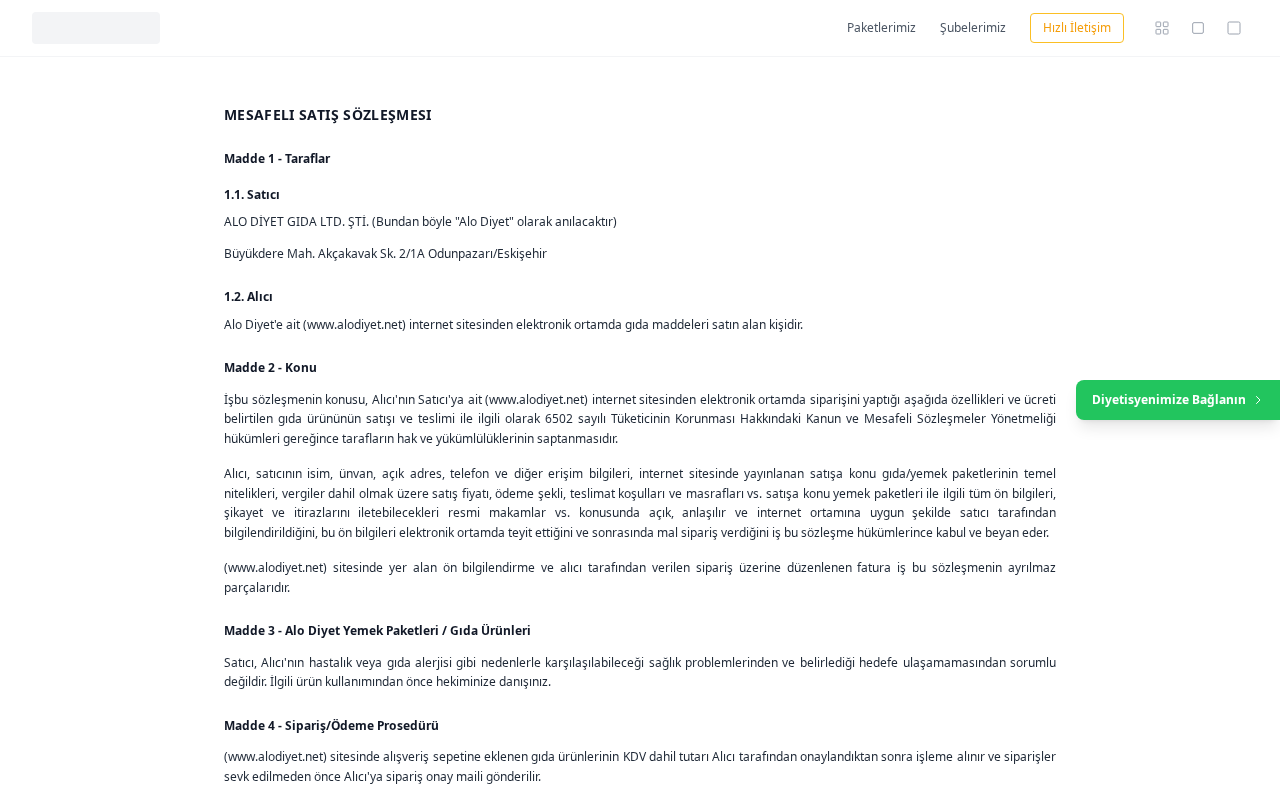 Paketlerimiz
Şubelerimiz
Hızlı İletişim
MESAFELI SATIŞ SÖZLEŞMESI
Madde 1 - Taraflar
1.1. Satıcı
ALO DİYET GIDA LTD. ŞTİ. (Bundan böyle "Alo Diyet" olarak anılacaktır)
Büyükdere Mah. Akçakavak Sk. 2/1A Odunpazarı/Eskişehir
1.2. Alıcı
Alo Diyet'e ait (www.alodiyet.net) internet sitesinden elektronik ortamda gıda maddeleri satın alan kişidir.
Madde 2 - Konu
İşbu sözleşmenin konusu, Alıcı'nın Satıcı'ya ait (www.alodiyet.net) internet sitesinden elektronik ortamda siparişini yaptığı aşağıda özellikleri ve ücreti
belirtilen gıda ürününün satışı ve teslimi ile ilgili olarak 6502 sayılı Tüketicinin Korunması Hakkındaki Kanun ve Mesafeli Sözleşmeler Yönetmeliği
hükümleri gereğince tarafların hak ve yükümlülüklerinin saptanmasıdır.
Alıcı, satıcının isim, ünvan, açık adres, telefon ve diğer erişim bilgileri, internet sitesinde yayınlanan satışa konu gıda/yemek paketlerinin temel
nitelikleri, vergiler dahil olmak üzere satış fiyatı, ödeme şekli, teslimat koşulları ve masrafları vs. satışa konu yemek paketleri ile ilgili tüm ön bilgileri,
şikayet ve itirazlarını iletebilecekleri resmi makamlar vs. konusunda açık, anlaşılır ve internet ortamına uygun şekilde satıcı tarafından
bilgilendirildiğini, bu ön bilgileri elektronik ortamda teyit ettiğini ve sonrasında mal sipariş verdiğini iş bu sözleşme hükümlerince kabul ve beyan eder.
(www.alodiyet.net) sitesinde yer alan ön bilgilendirme ve alıcı tarafından verilen sipariş üzerine düzenlenen fatura iş bu sözleşmenin ayrılmaz
parçalarıdır.
Madde 3 - Alo Diyet Yemek Paketleri / Gıda Ürünleri
Satıcı, Alıcı'nın hastalık veya gıda alerjisi gibi nedenlerle karşılaşılabileceği sağlık problemlerinden ve belirlediği hedefe ulaşamamasından sorumlu
değildir. İlgili ürün kullanımından önce hekiminize danışınız.
Madde 4 - Sipariş/Ödeme Prosedürü
(www.alodiyet.net) sitesinde alışveriş sepetine eklenen gıda ürünlerinin KDV dahil tutarı Alıcı tarafından onaylandıktan sonra işleme alınır ve siparişler
sevk edilmeden önce Alıcı'ya sipariş onay maili gönderilir.
Diyetisyenimize Bağlanın